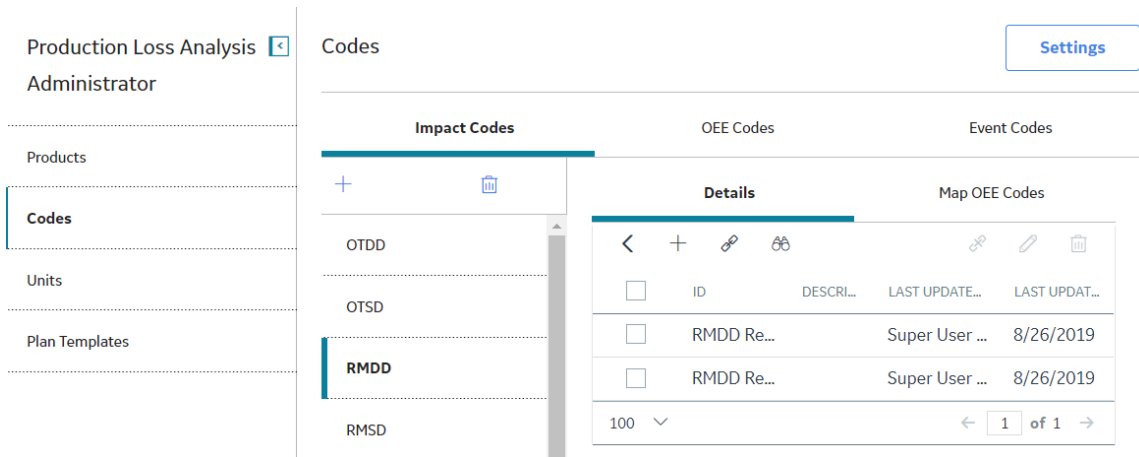 Production Loss Analysis
Administrator
Products
Codes
Units
Plan Templates
Codes
Settings
Impact Codes
OEE Codes
Event Codes
OTDD
OTSD
RMDD
RMSD
Details
Map OEE Codes
ID DESCRI... LAST UPDATE... LAST UPDAT...
RMDD Re... Super User ... 8/26/2019
RMDD Re... Super User ... 8/26/2019
100
1 of 1